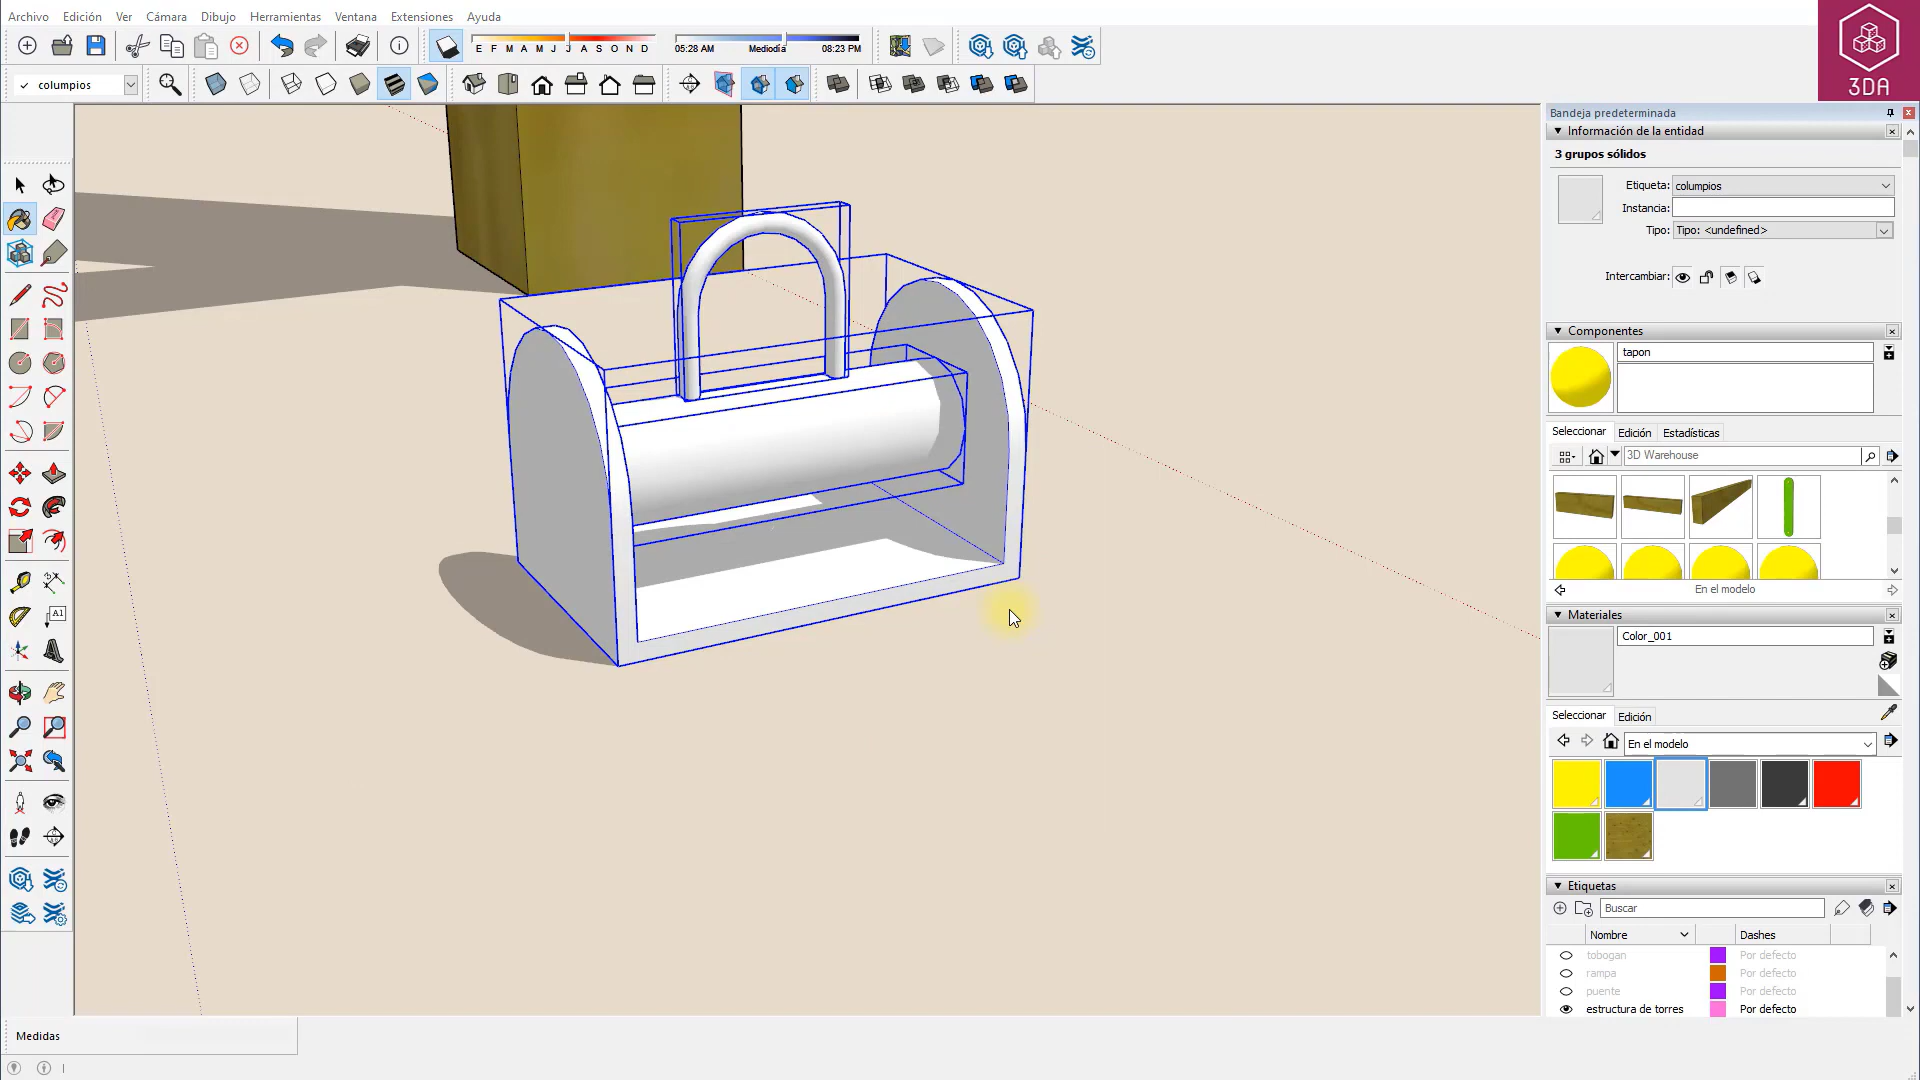 Archivo Edición Ver Cámara Dibujo Herramientas Ventana Extensiones Ayuda
E F M A M J J A S O N D
05:28 AM Mediodía 08:23 PM
columpios
3DA
Bandeja predeterminada
Información de la entidad
3 grupos sólidos
Etiqueta: columpios
Instancia:
Tipo: Tipo: <undefined>
Intercambiar:
Componentes
tapon
Seleccionar Edición Estadísticas
3D Warehouse
En el modelo
Materiales
Color_001
Seleccionar Edición
En el modelo
Etiquetas
Buscar
Nombre Dashes
tobogan Por defecto
rampa Por defecto
puente Por defecto
estructura de torres Por defecto
A1
Medidas